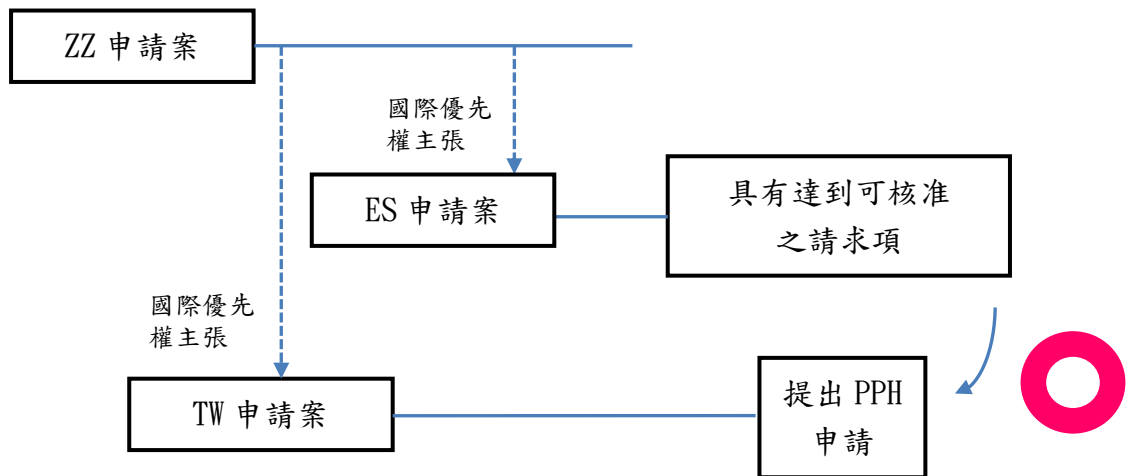 ZZ 申請案
國際優先
權主張
ES 申請案
具有達到可核准
之請求項
國際優先
權主張
TW 申請案
提出 PPH
申請